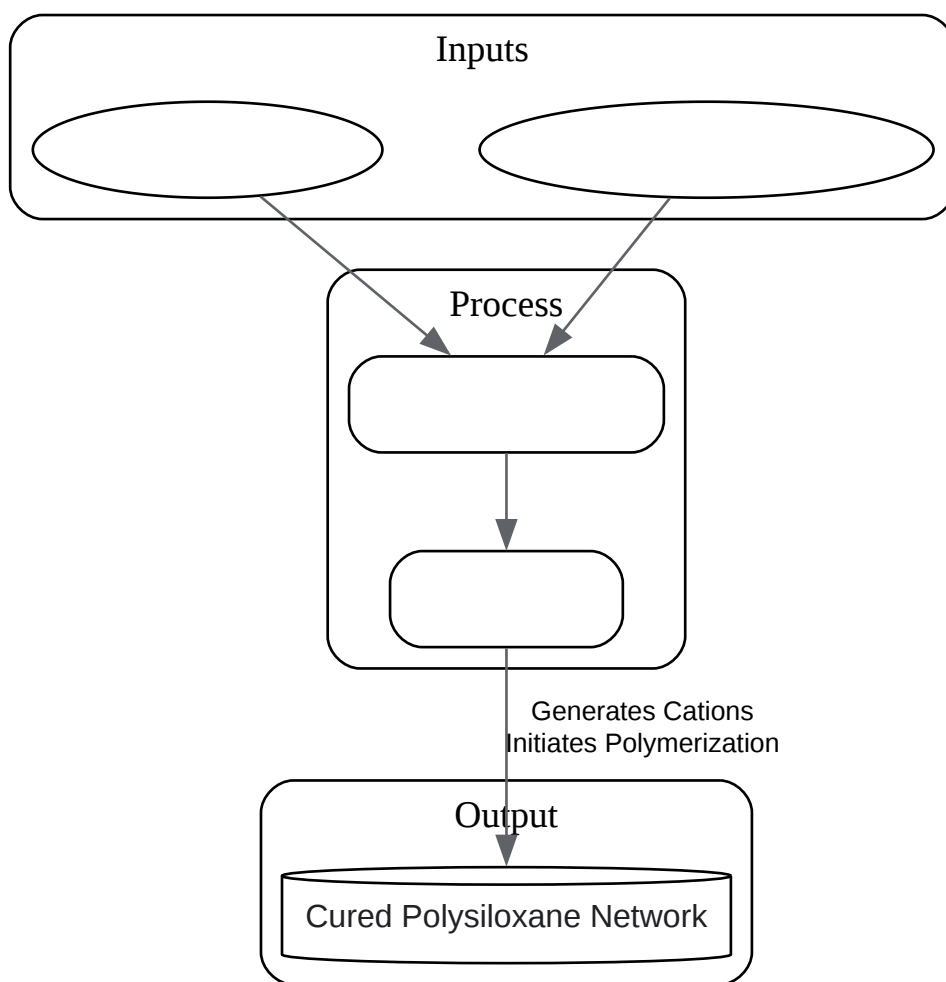 Inputs
Process
Generates Cations
Initiates Polymerization
Output
Cured Polysiloxane Network